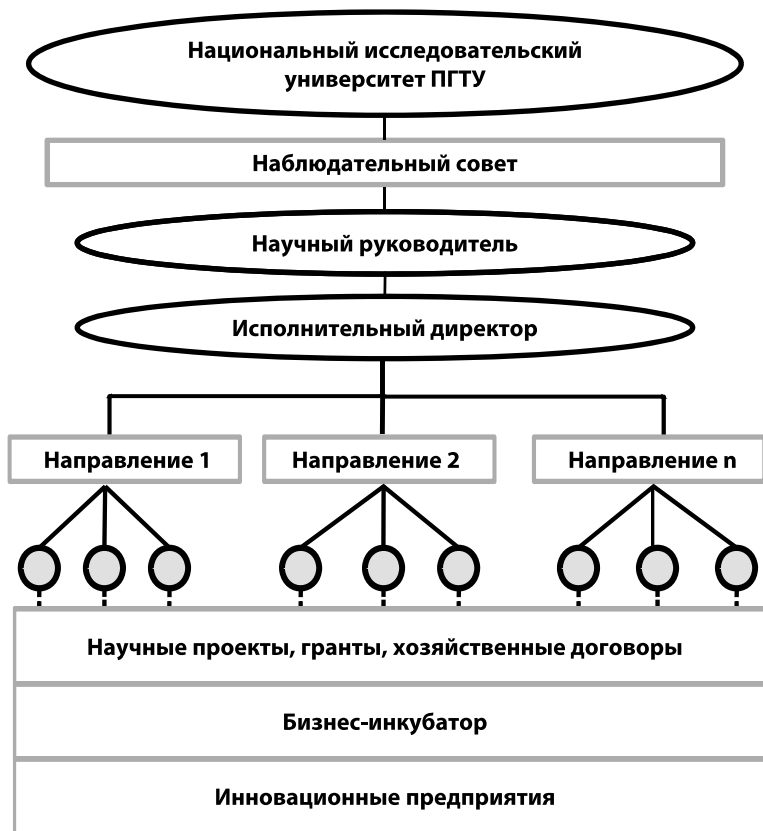 Национальный исследовательский
университет ПГТУ
Наблюдательный совет
Научный руководитель
Исполнительный директор
Направление 1
Направление 2
Направление n
Научные проекты, гранты, хозяйственные договоры
Бизнес-инкубатор
Инновационные предприятия